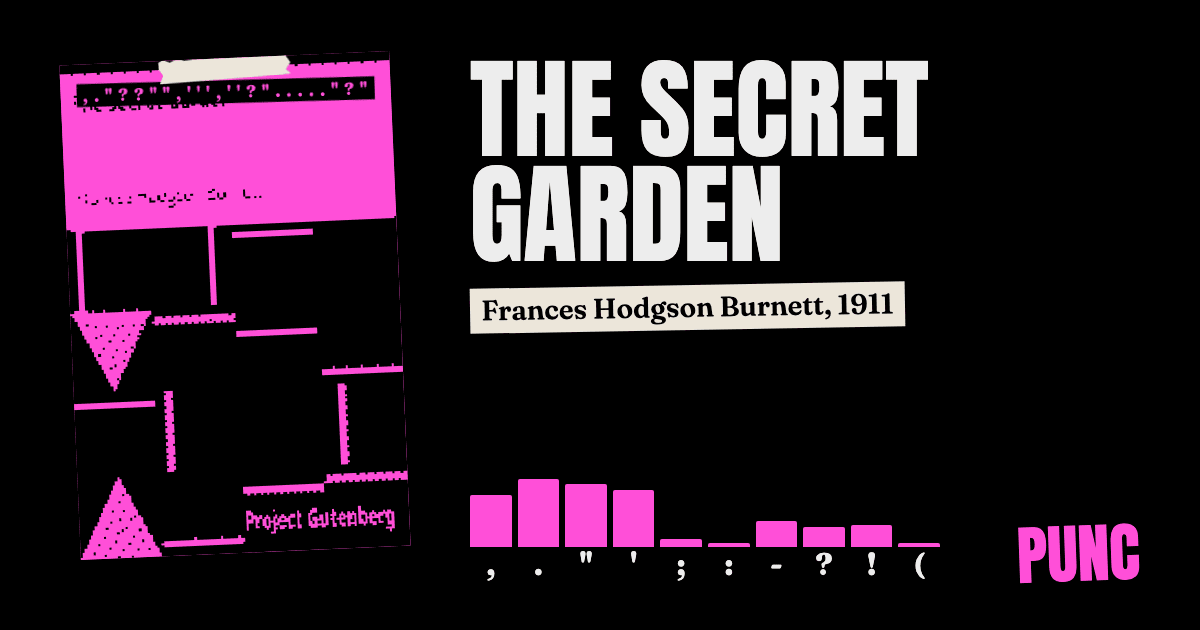 ,."??"",''',''?"....."?"
Project Gutenberg
THE SECRET
GARDEN
Frances Hodgson Burnett, 1911
, . " ' ; : - ? ! (
PUNC